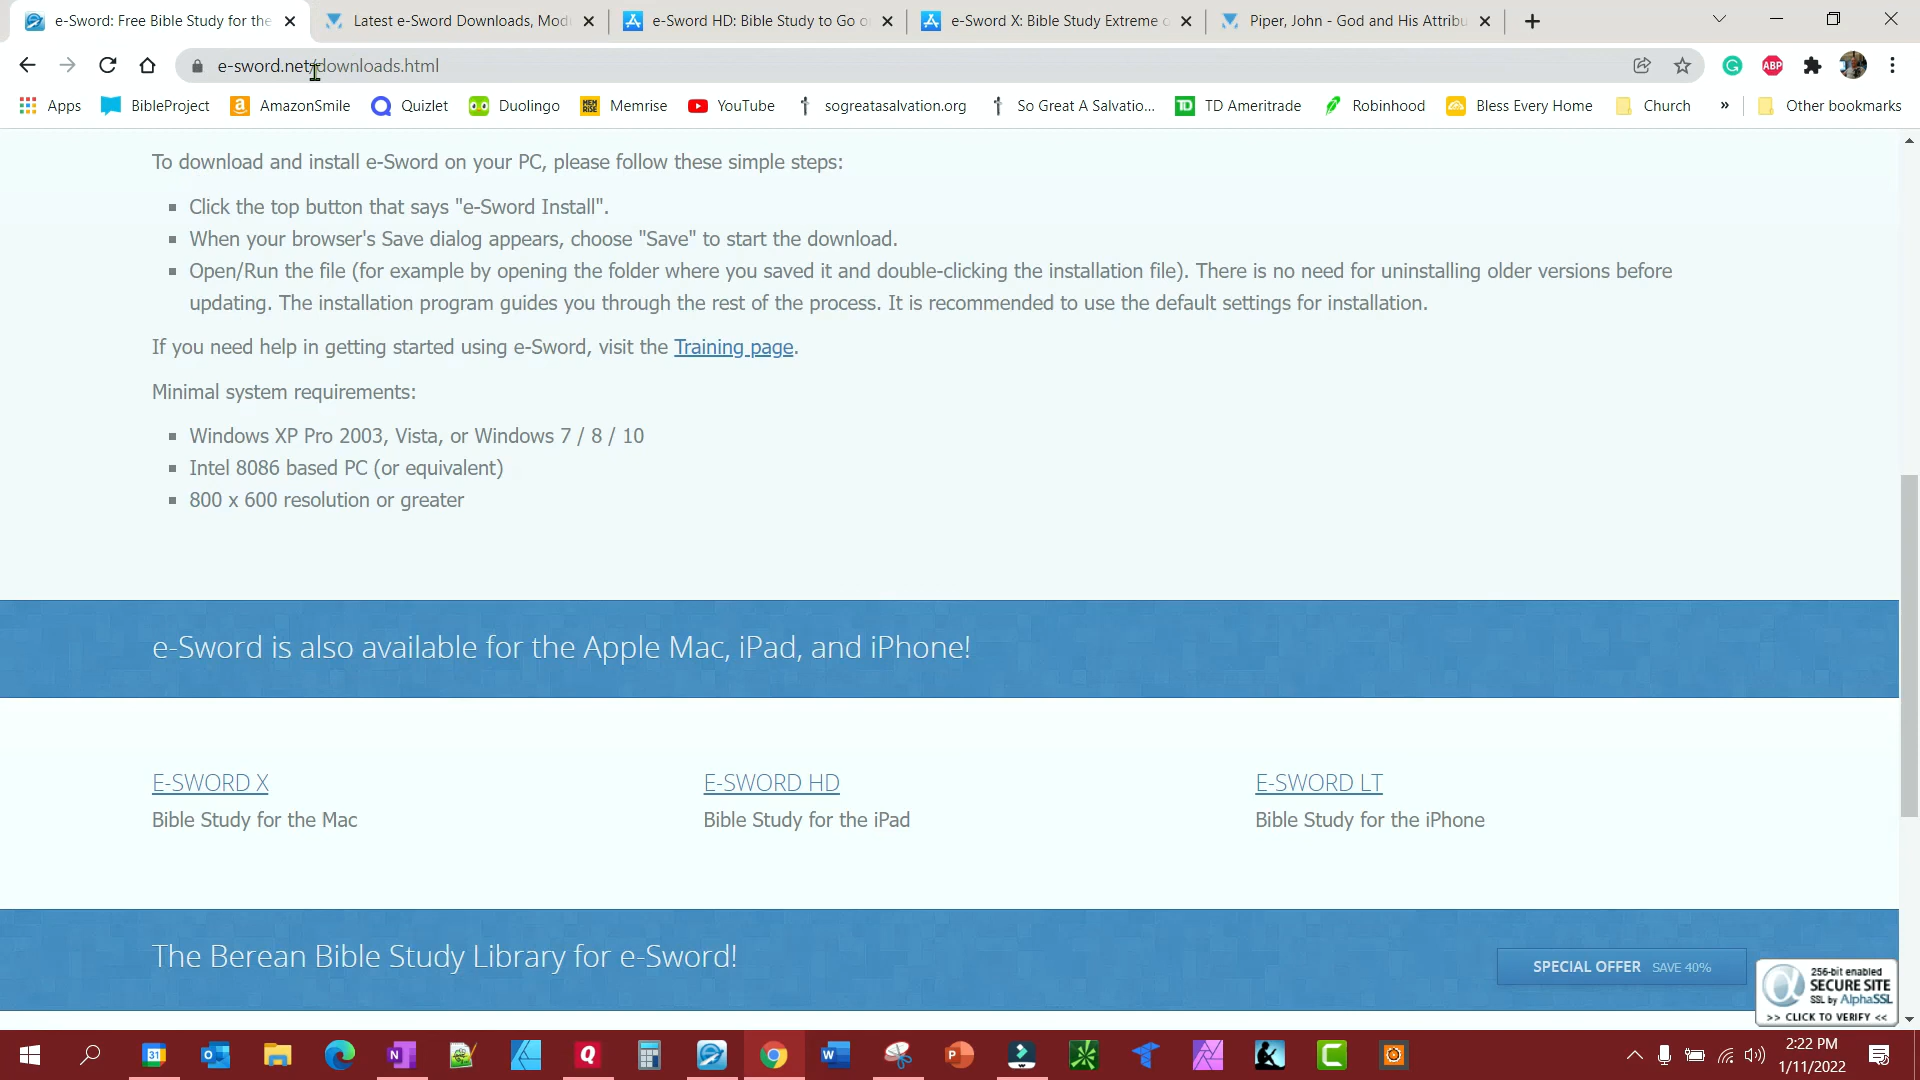 e-Sword: Free Bible Study for the
Latest e-Sword Downloads, Mod
e-Sword HD: Bible Study to Go o
e-Sword X: Bible Study Extreme o
Piper, John - God and His Attribu
e-sword.net/downloads.html
Apps
BibleProject
AmazonSmile
Quizlet
Duolingo
MEM RISE
Memrise
YouTube
sogreatasalvation.org
So Great A Salvatio...
TD Ameritrade
Robinhood
Bless Every Home
Church
»
Other bookmarks
ABP
To download and install e-Sword on your PC, please follow these simple steps:
Click the top button that says "e-Sword Install".
When your browser's Save dialog appears, choose "Save" to start the download.
Open/Run the file (for example by opening the folder where you saved it and double-clicking the installation file). There is no need for uninstalling older versions before
updating. The installation program guides you through the rest of the process. It is recommended to use the default settings for installation.
If you need help in getting started using e-Sword, visit the Training page.
Minimal system requirements:
Windows XP Pro 2003, Vista, or Windows 7 / 8 / 10
Intel 8086 based PC (or equivalent)
800 x 600 resolution or greater
e-Sword is also available for the Apple Mac, iPad, and iPhone!
E-SWORD X
Bible Study for the Mac
E-SWORD HD
Bible Study for the iPad
E-SWORD LT
Bible Study for the iPhone
The Berean Bible Study Library for e-Sword!
SPECIAL OFFER SAVE 40%
256-bit enabled
SECURE SITE
SSL by AlphaSSL
>> CLICK TO VERIFY <<
31
2:22 PM
1/11/2022